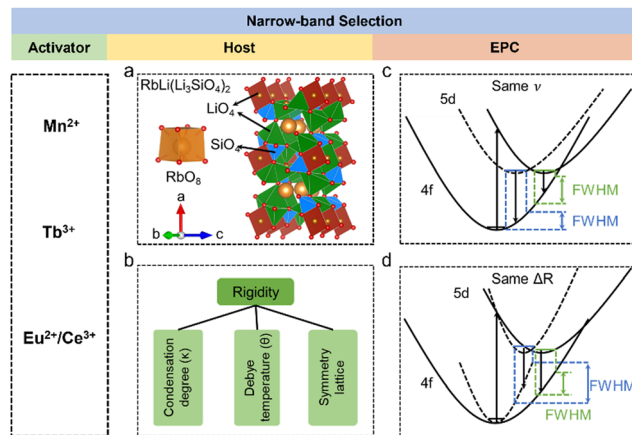 Narrow-band Selection
Activator
Host
EPC
Mn²⁺
Tb³⁺
Eu²⁺/Ce³⁺
a
RbLi(Li₃SiO₄)₂
LiO₄
SiO₄
RbO₈
a
b
c
b
Rigidity
Condensation
degree (κ)
Debye
temperature (θ)
Symmetry
lattice
c
Same ν
5d
4f
FWHM
FWHM
d
Same ΔR
5d
4f
FWHM
FWHM